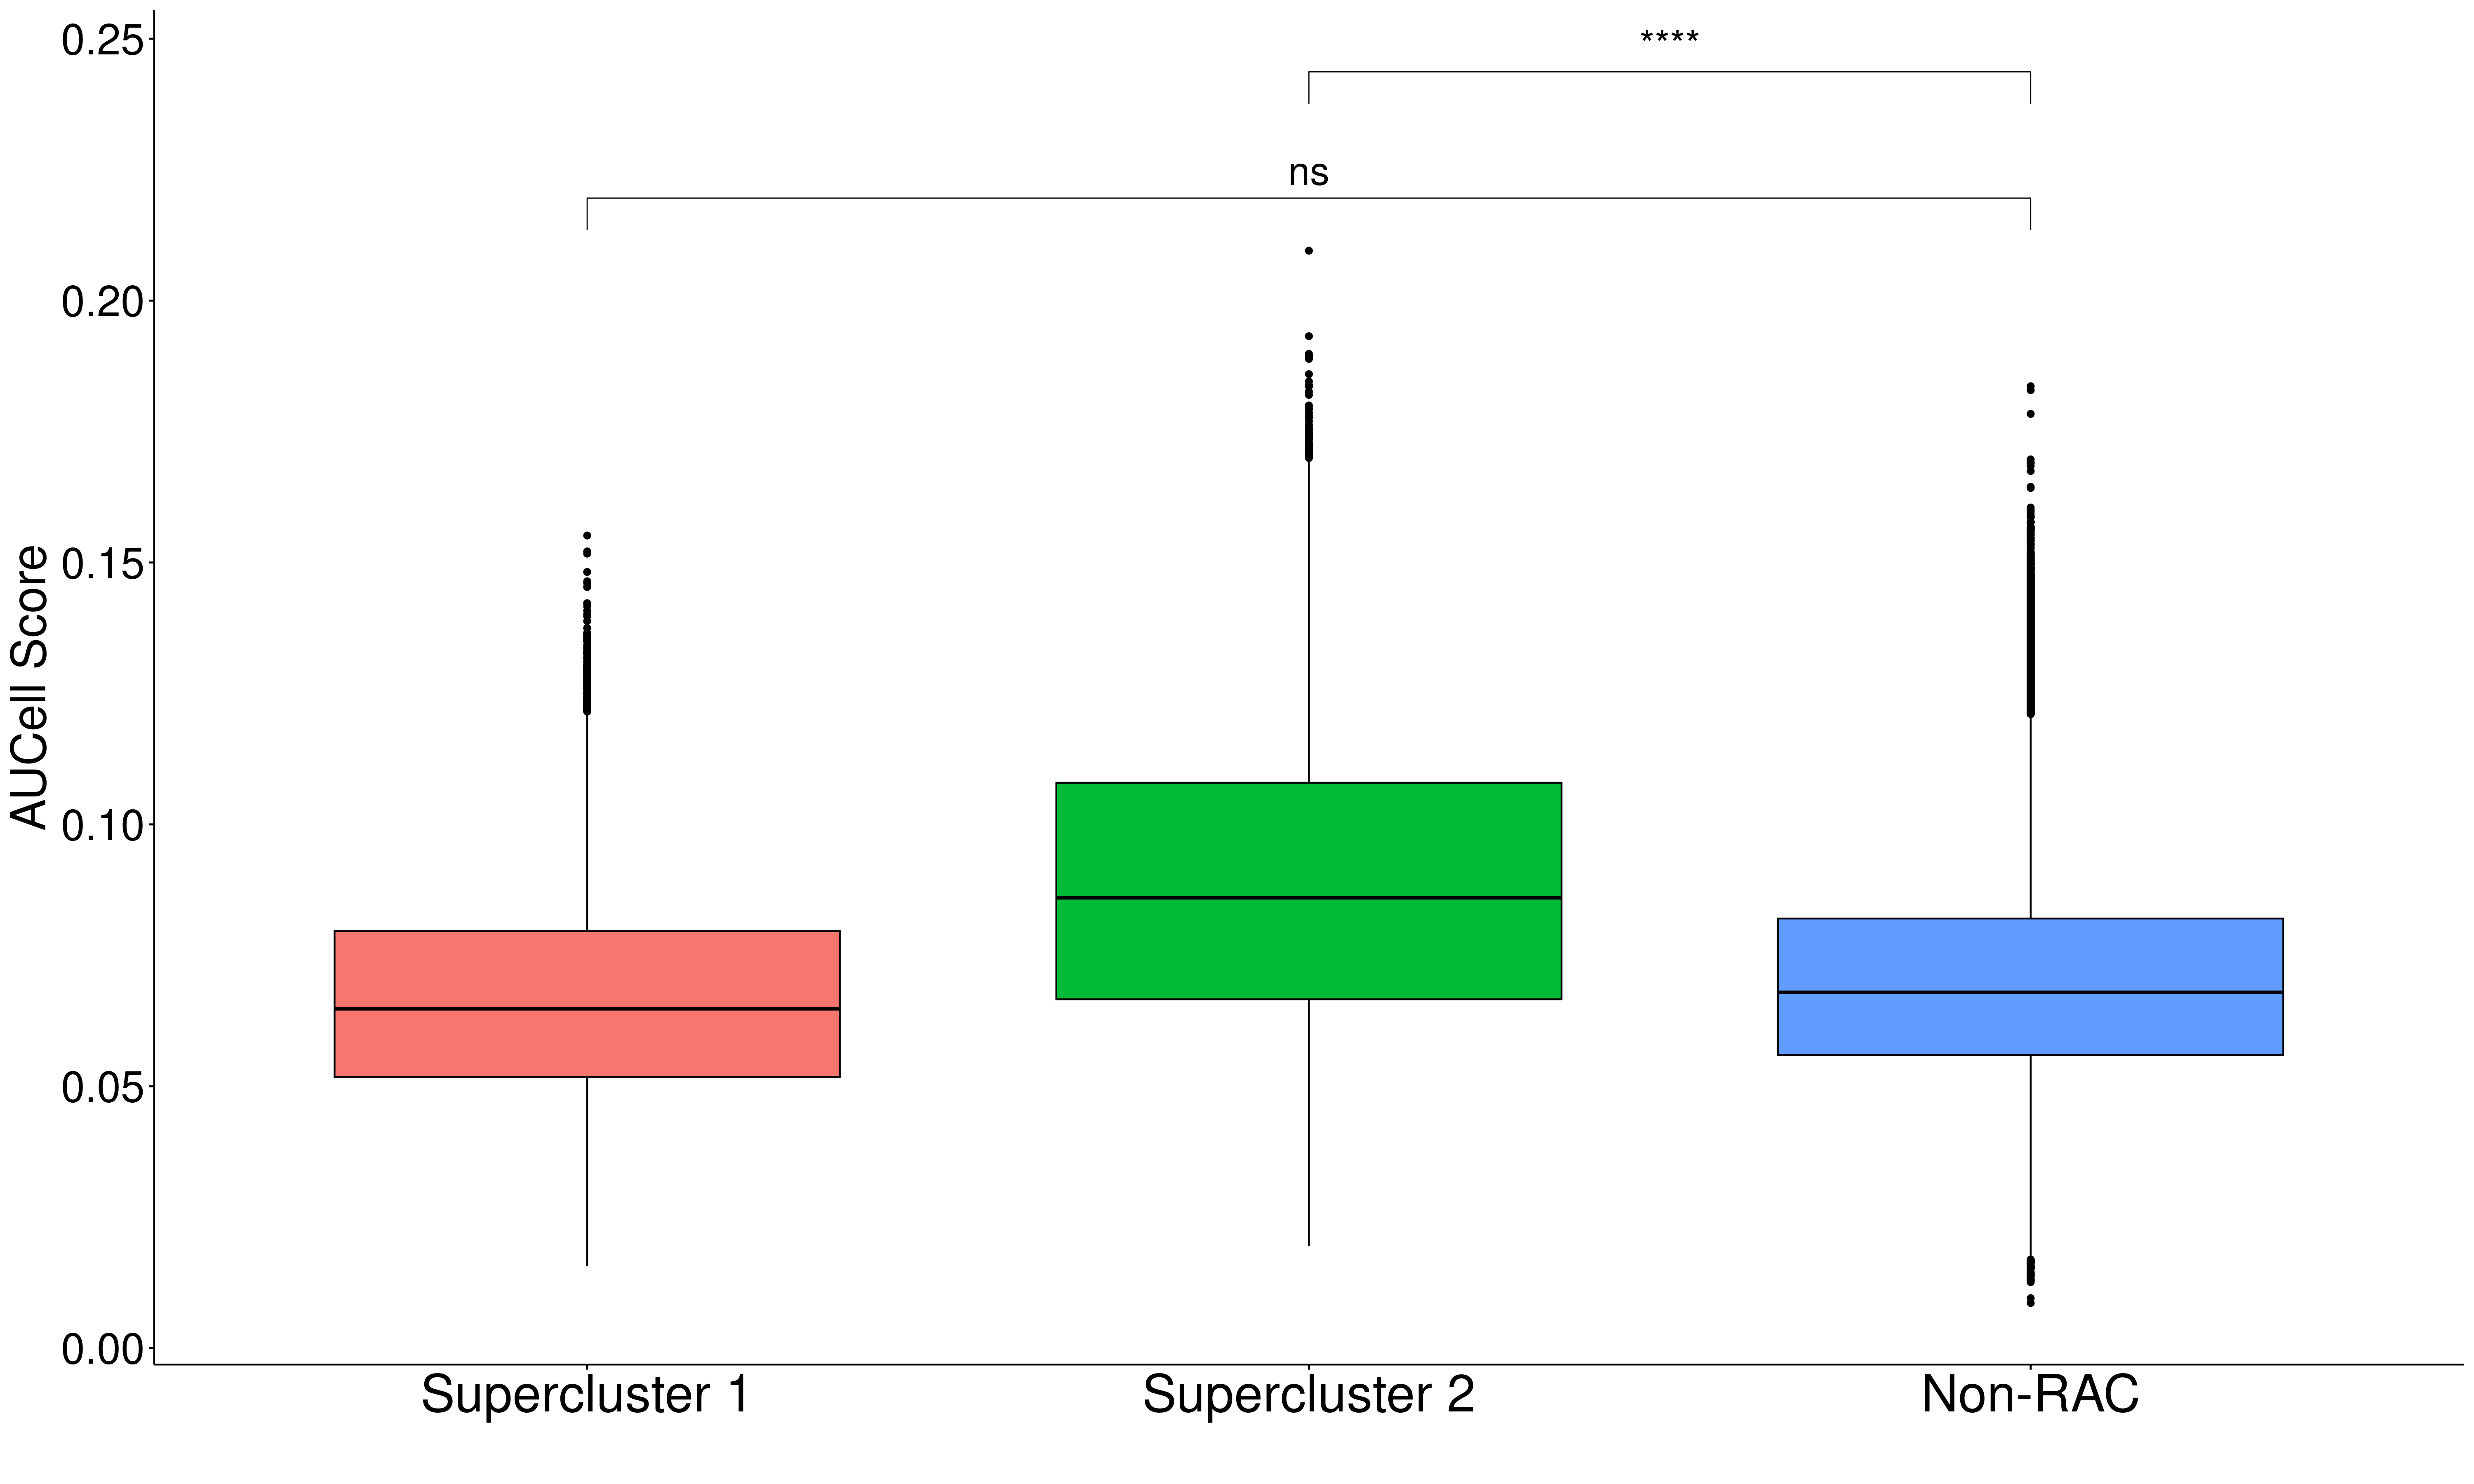 0.25
****
ns
0.20
0.15
0.10
0.05
0.00
AUCell Score
Supercluster 1
Supercluster 2
Non-RAC